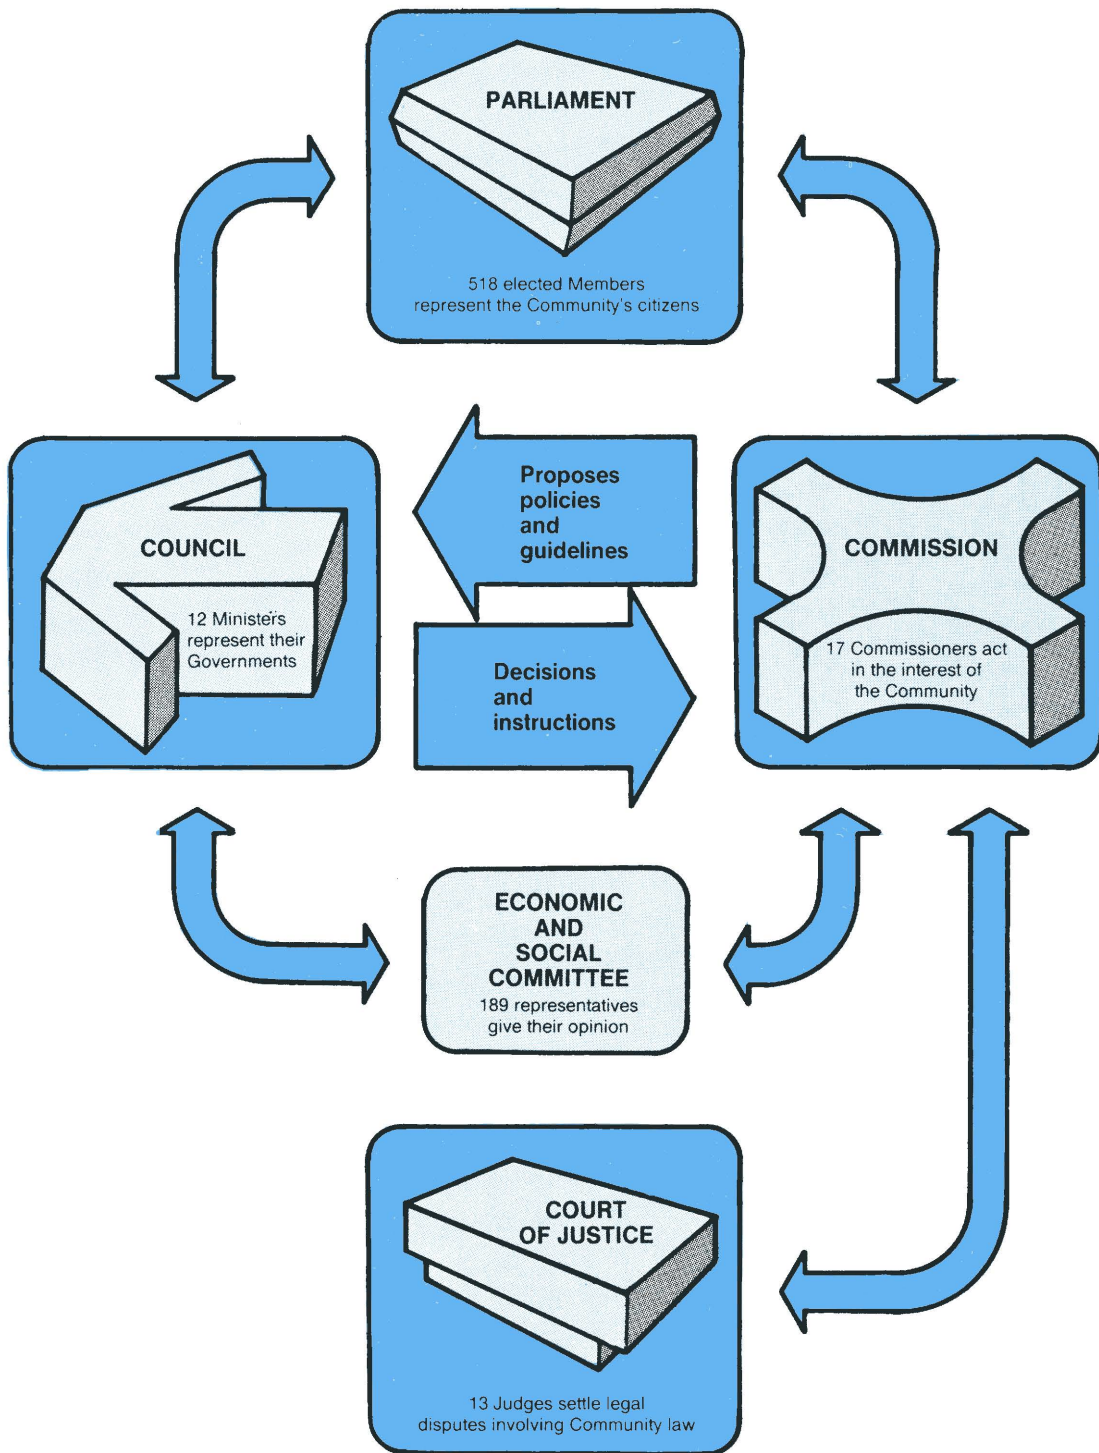 PARLIAMENT
518 elected Members
represent the Community's citizens
Proposes
policies
and
guidelines
COUNCIL
12 Ministers
represent their
Governments
COMMISSION
17 Commissioners act
in the interest of
the Community
Decisions
and
instructions
ECONOMIC
AND
SOCIAL
COMMITTEE
189 representatives
give their opinion
COURT
OF JUSTICE
13 Judges settle legal
disputes involving Community law